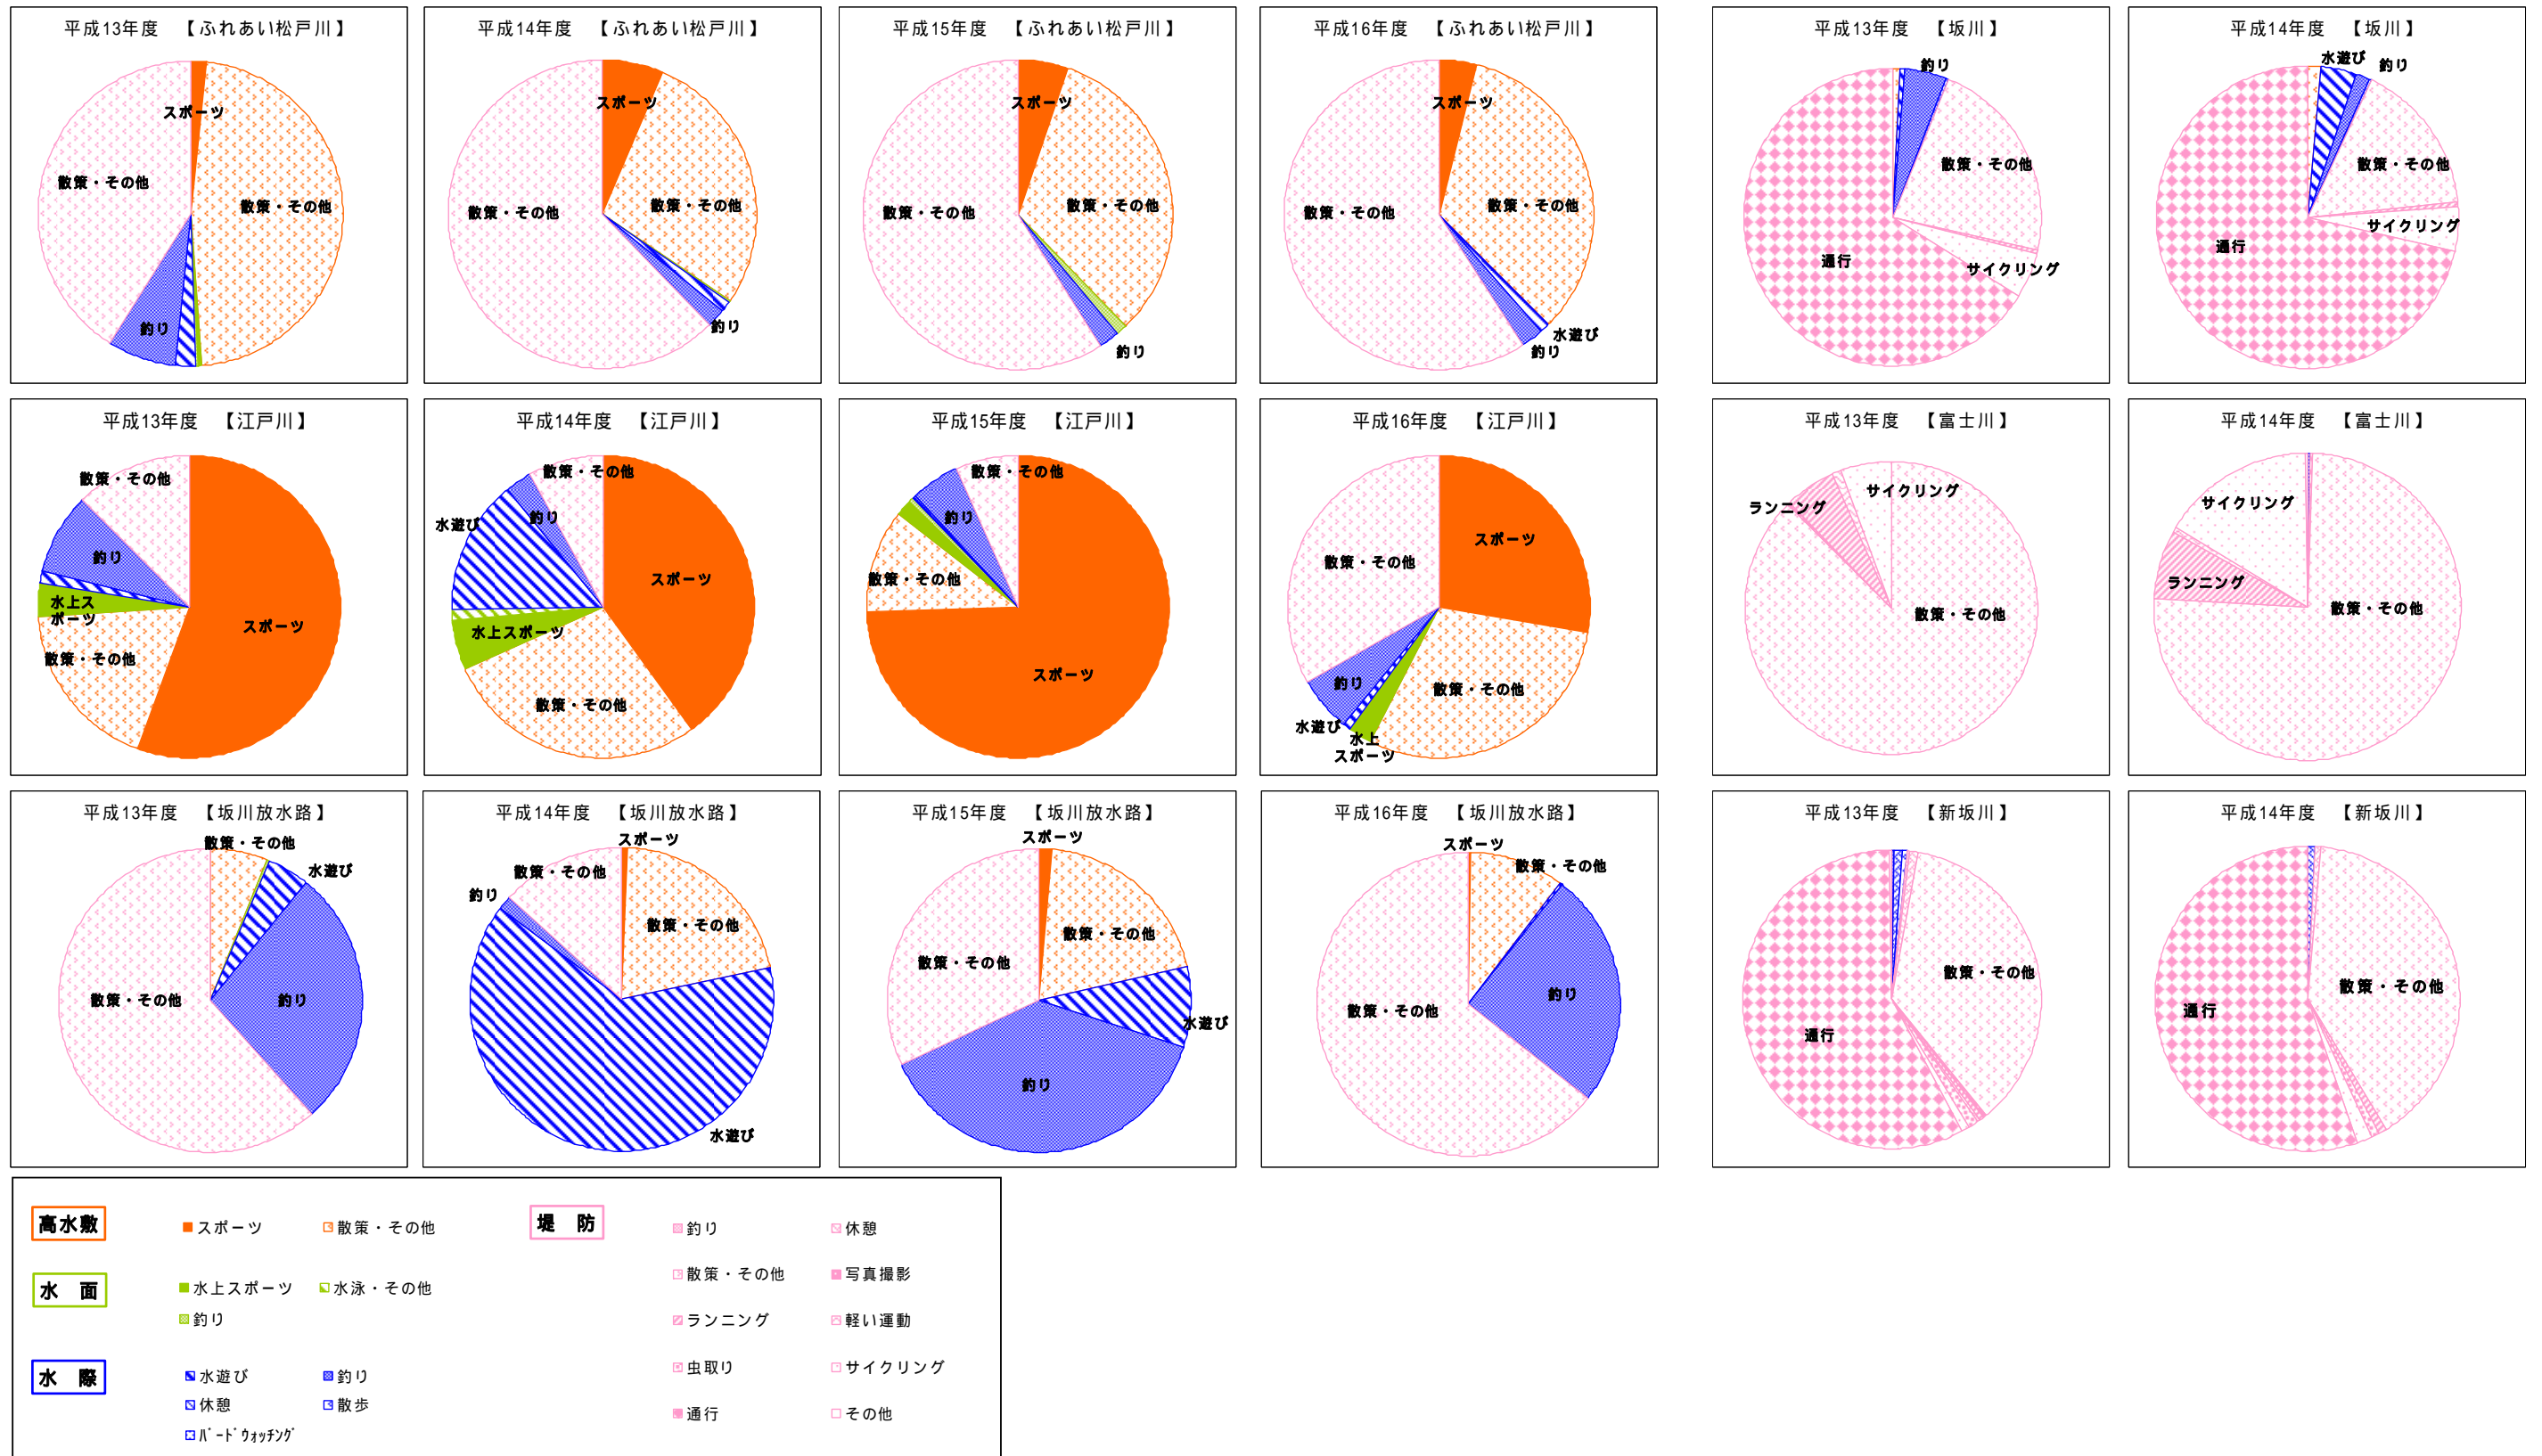 平成13年度　【ふれあい松戸川】
スポーツ
散策・その他
散策・その他
釣り
平成14年度　【ふれあい松戸川】
スポーツ
散策・その他
散策・その他
釣り
平成15年度　【ふれあい松戸川】
スポーツ
散策・その他
散策・その他
釣り
平成16年度　【ふれあい松戸川】
スポーツ
散策・その他
散策・その他
水遊び
釣り
平成13年度　【坂川】
釣り
散策・その他
通行
サイクリング
平成14年度　【坂川】
水遊び
釣り
散策・その他
サイクリング
通行
平成13年度　【江戸川】
散策・その他
釣り
水上ス
ポーツ
スポーツ
散策・その他
平成14年度　【江戸川】
散策・その他
水遊び
釣り
スポーツ
水上スポーツ
散策・その他
平成15年度　【江戸川】
散策・その他
釣り
散策・その他
スポーツ
平成16年度　【江戸川】
スポーツ
散策・その他
釣り
散策・その他
水遊び
水上
スポーツ
平成13年度　【富士川】
サイクリング
ランニング
散策・その他
平成14年度　【富士川】
サイクリング
ランニング
散策・その他
平成13年度　【坂川放水路】
散策・その他
水遊び
散策・その他
釣り
平成14年度　【坂川放水路】
スポーツ
散策・その他
釣り
散策・その他
水遊び
平成15年度　【坂川放水路】
スポーツ
散策・その他
散策・その他
水遊び
釣り
平成16年度　【坂川放水路】
スポーツ
散策・その他
釣り
散策・その他
平成13年度　【新坂川】
散策・その他
通行
平成14年度　【新坂川】
散策・その他
通行
高水敷
スポーツ
散策・その他
水　面
水上スポーツ
水泳・その他
釣り
水　際
水遊び
釣り
休憩
散歩
ﾊﾞｰﾄﾞｳｫｯﾁﾝｸﾞ
堤　防
釣り
休憩
散策・その他
写真撮影
ランニング
軽い運動
虫取り
サイクリング
通行
その他